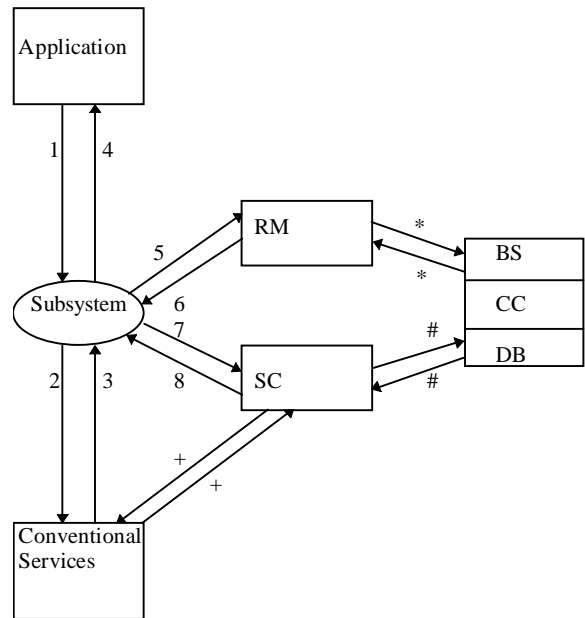 Application
1
4
5
RM
*
*
BS
CC
DB
Subsystem
6
7
8
SC
#
#
2
3
+
+
Conventional
Services